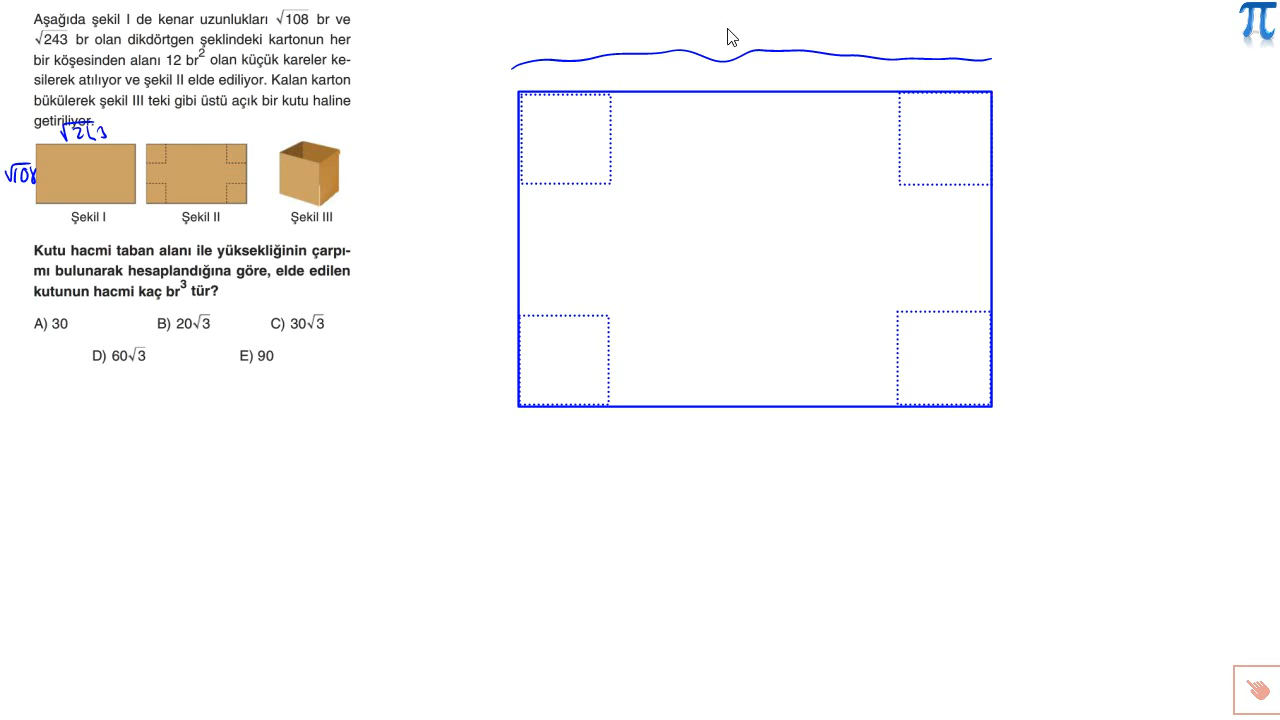 Aşağıda şekil I de kenar uzunlukları √108 br ve
√243 br olan dikdörtgen şeklindeki kartonun her
bir köşesinden alanı 12 br² olan küçük kareler ke-
silerek atılıyor ve şekil II elde ediliyor. Kalan karton
bükülerek şekil III teki gibi üstü açık bir kutu haline
getiriliyor.
√243
√108
Şekil I Şekil II Şekil III
Kutu hacmi taban alanı ile yüksekliğinin çarpı-
mı bulunarak hesaplandığına göre, elde edilen
kutunun hacmi kaç br³ tür?
A) 30 B) 20√3 C) 30√3
D) 60√3 E) 90
π